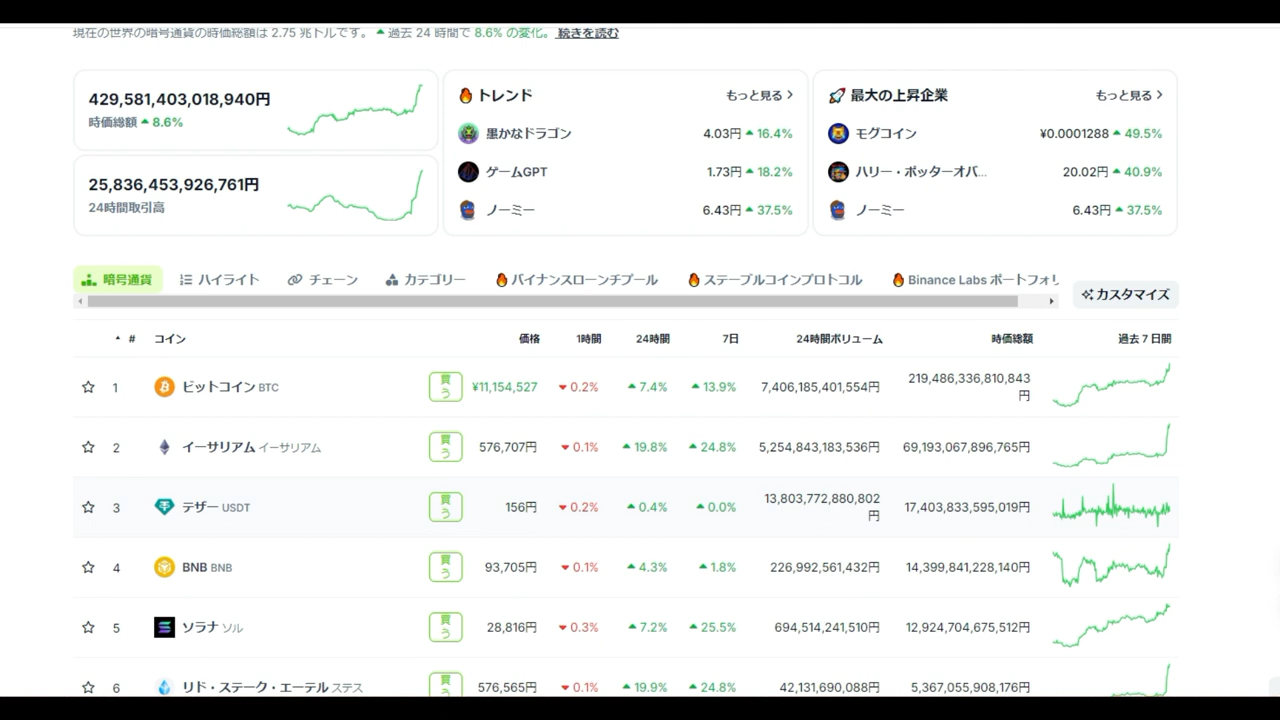 現在の世界の暗号通貨の時価総額は 2.75 兆ドルです。 過去 24 時間で 8.6% の変化。 続きを読む
429,581,403,018,940円
時価総額 8.6%
25,836,453,926,761円
24時間取引高
トレンド もっと見る
愚かなドラゴン 4.03円 16.4%
ゲームGPT 1.73円 18.2%
ノーミー 6.43円 37.5%
最大の上昇企業 もっと見る
モグコイン ¥0.0001288 49.5%
ハリー・ポッターオバ... 20.02円 40.9%
ノーミー 6.43円 37.5%
暗号通貨 ハイライト チェーン カテゴリー バイナンスローンチプール ステーブルコインプロトコル Binance Labs ポートフォリ
カスタマイズ
# コイン 価格 1時間 24時間 7日 24時間ボリューム 時価総額 過去 7 日間
1 ビットコイン BTC 買う ¥11,154,527 0.2% 7.4% 13.9% 7,406,185,401,554円 219,486,336,810,843円
2 イーサリアム イーサリアム 買う 576,707円 0.1% 19.8% 24.8% 5,254,843,183,536円 69,193,067,896,765円
3 テザー USDT 買う 156円 0.2% 0.4% 0.0% 13,803,772,880,802円 17,403,833,595,019円
4 BNB BNB 買う 93,705円 0.1% 4.3% 1.8% 226,992,561,432円 14,399,841,228,140円
5 ソラナ ソル 買う 28,816円 0.3% 7.2% 25.5% 694,514,241,510円 12,924,704,675,512円
6 リド・ステーク・エーテル ステス 買 576,565円 0.1% 19.9% 24.8% 42,131,690,088円 5,367,055,908,176円